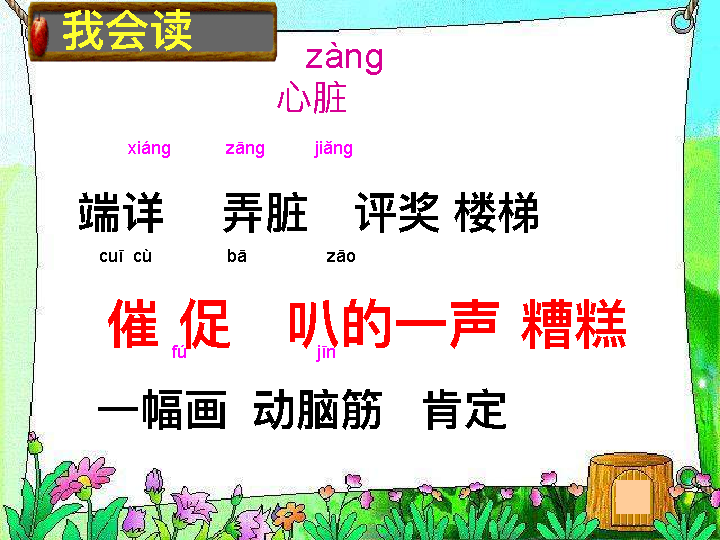 我会读
zàng
心脏
xiáng zāng jiǎng
端详 弄脏 评奖 楼梯
cuī cù bā zāo
催 促 叭的一声 糟糕
fú jīn
一幅画 动脑筋 肯定